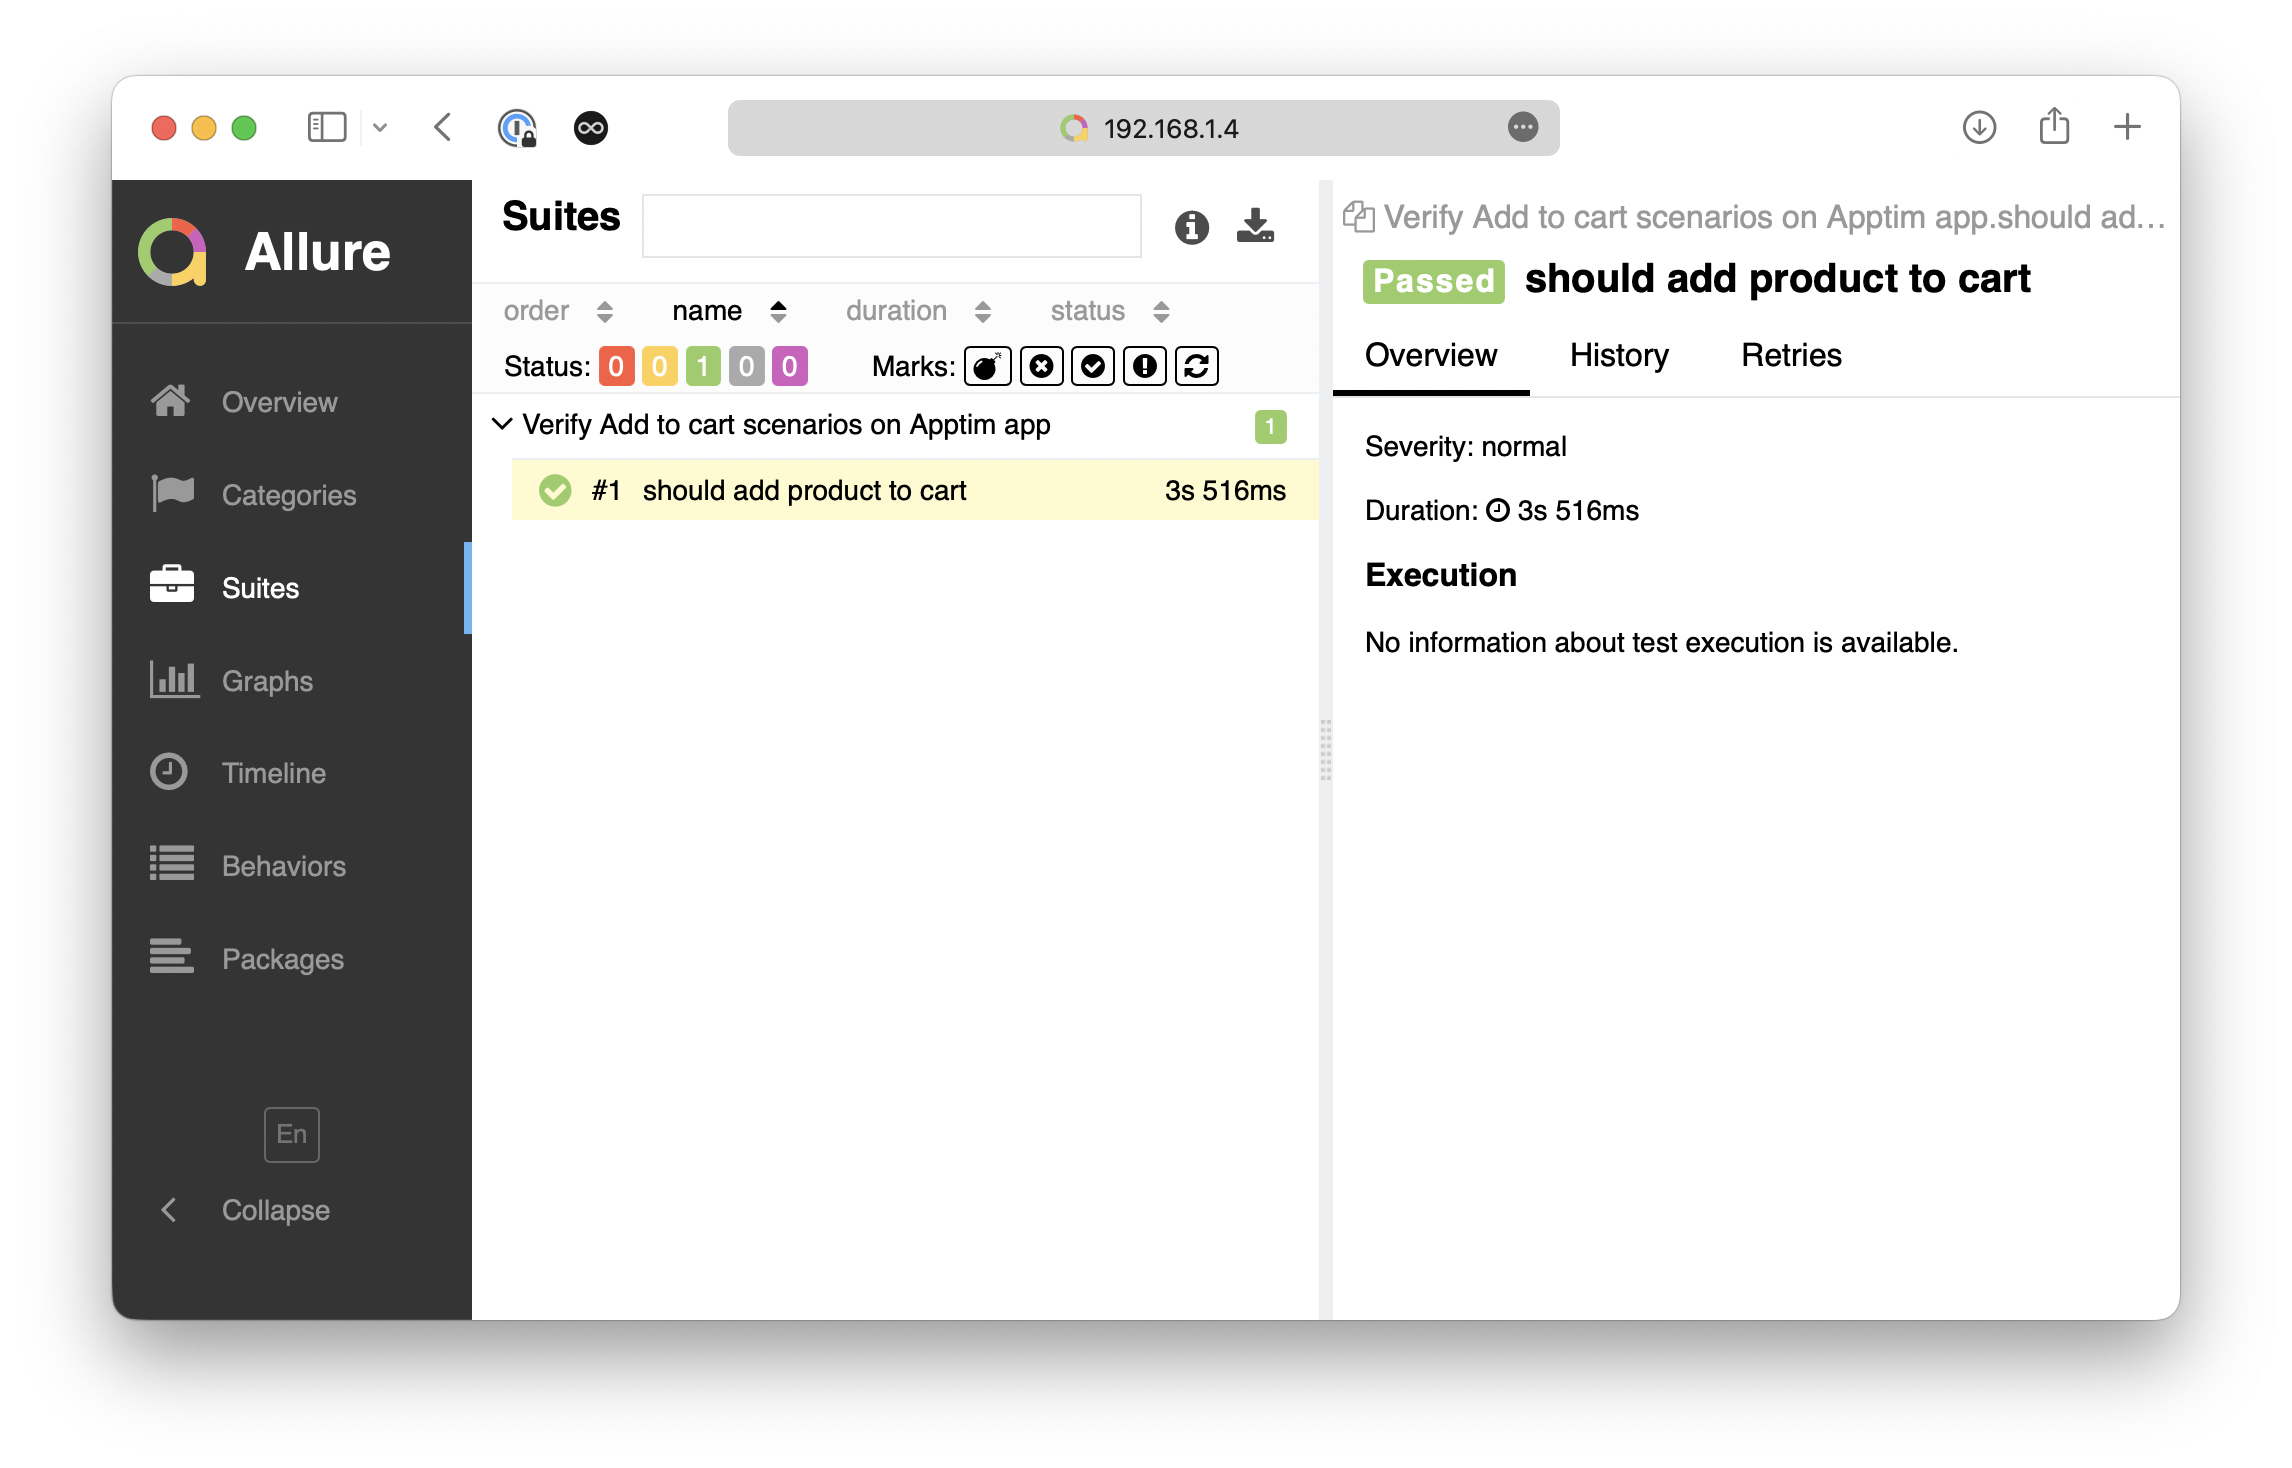 192.168.1.4
Allure
Overview
Categories
Suites
Graphs
Timeline
Behaviors
Packages
En
Collapse
Suites
order name duration status
Status: 0 0 1 0 0 Marks:
Verify Add to cart scenarios on Apptim app 1
#1 should add product to cart 3s 516ms
Verify Add to cart scenarios on Apptim app.should ad...
Passed should add product to cart
Overview History Retries
Severity: normal
Duration: 3s 516ms
Execution
No information about test execution is available.